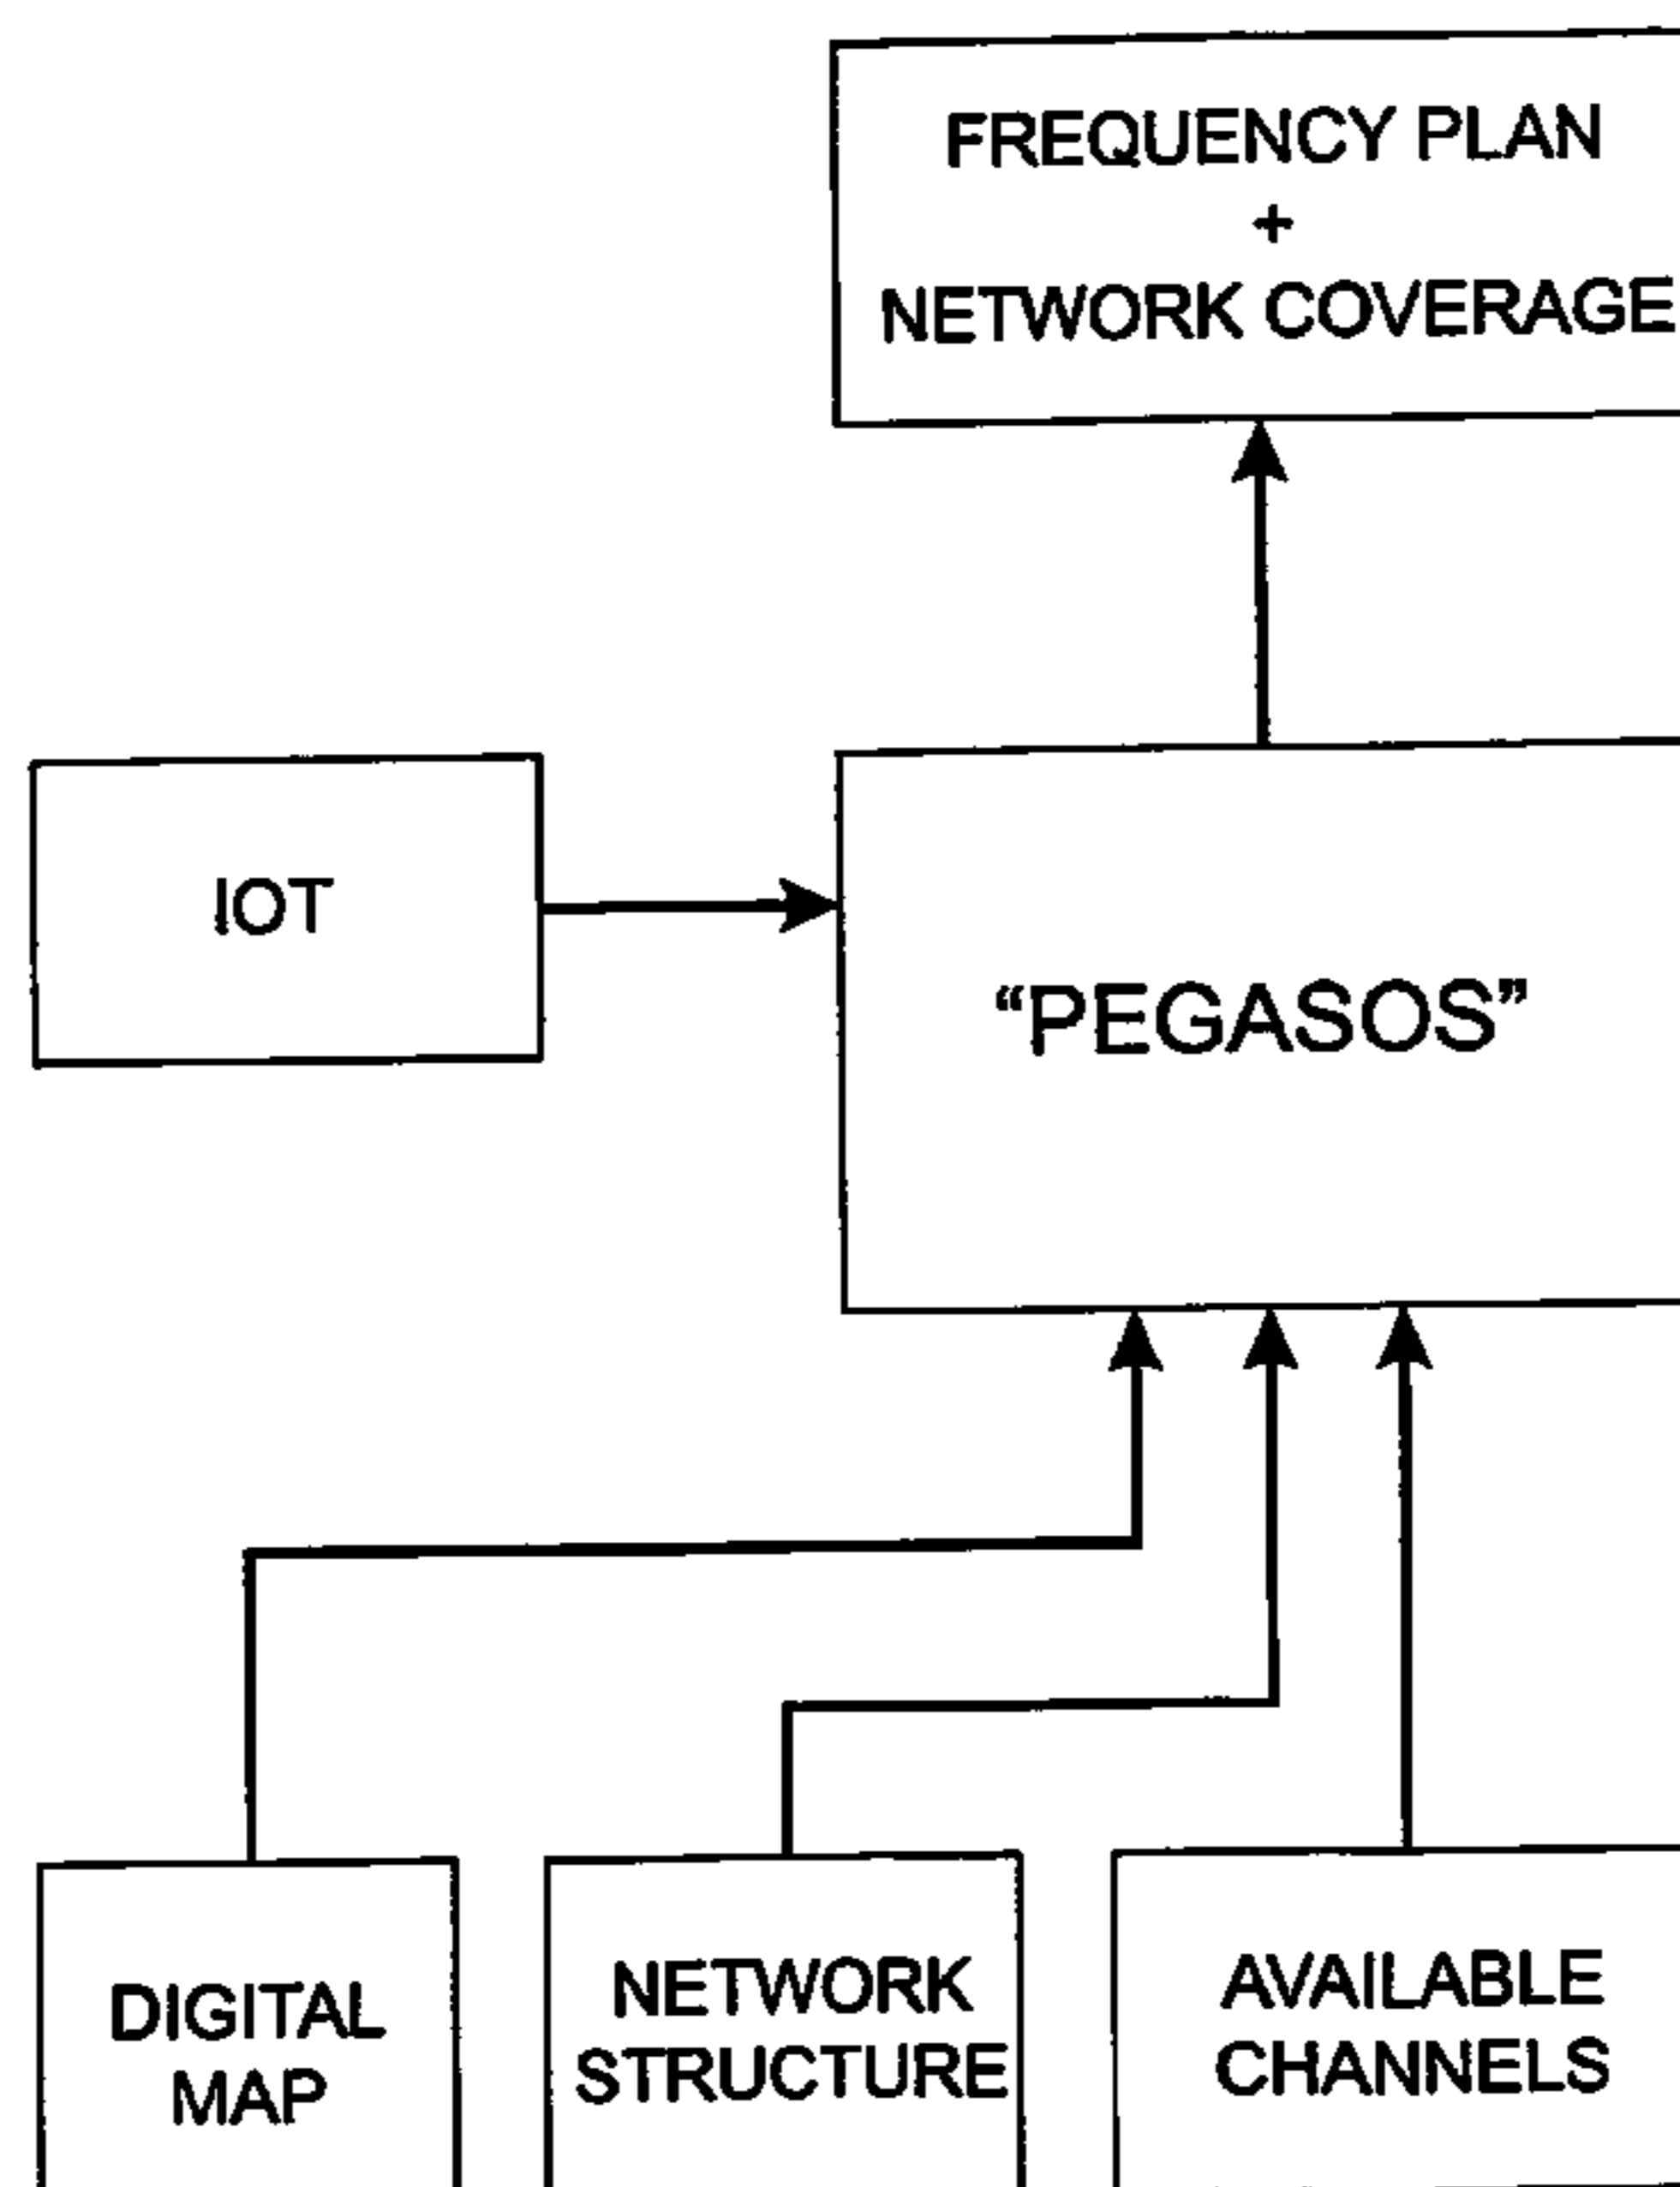 FREQUENCY PLAN
+
NETWORK COVERAGE
IOT
“PEGASOS”
DIGITAL
MAP
NETWORK
STRUCTURE
AVAILABLE
CHANNELS